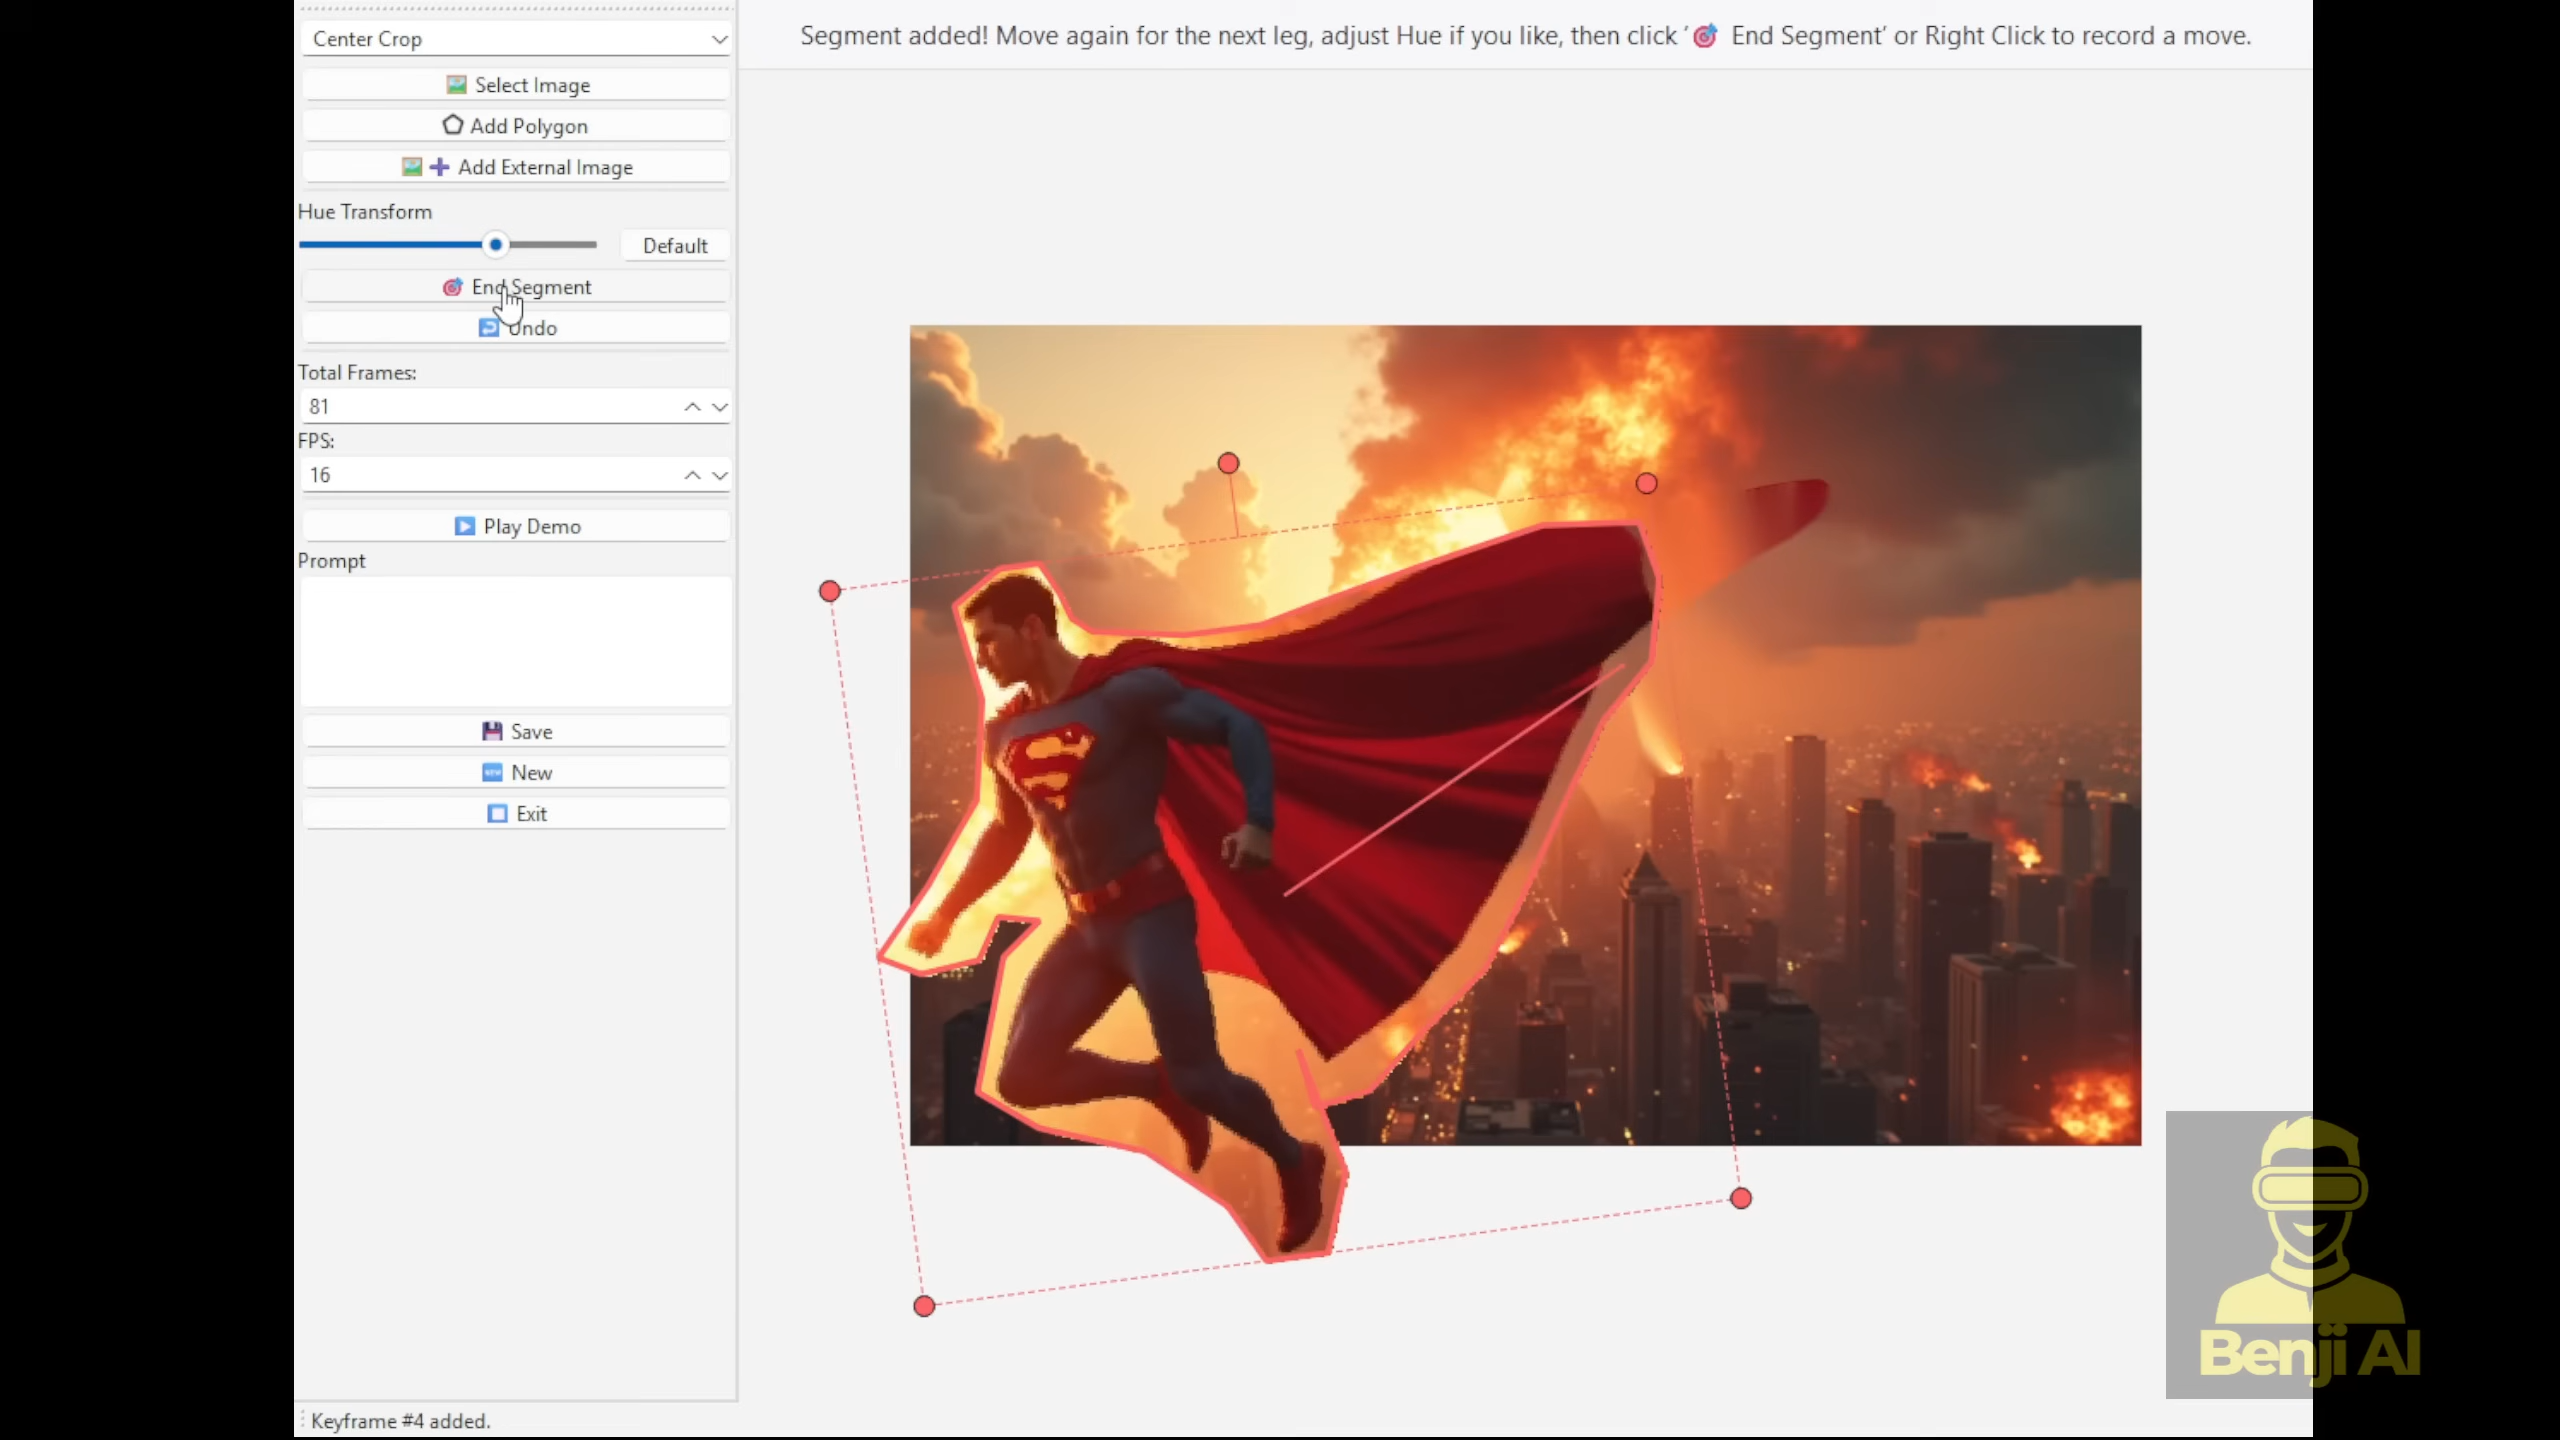 Center Crop
Select Image
Add Polygon
Add External Image
Hue Transform
Default
End Segment
Undo
Total Frames:
81
FPS:
16
Play Demo
Prompt
Save
New
Exit
Keyframe #4 added.
Segment added! Move again for the next leg, adjust Hue if you like, then click '🎯 End Segment' or Right Click to record a move.
Benji AI